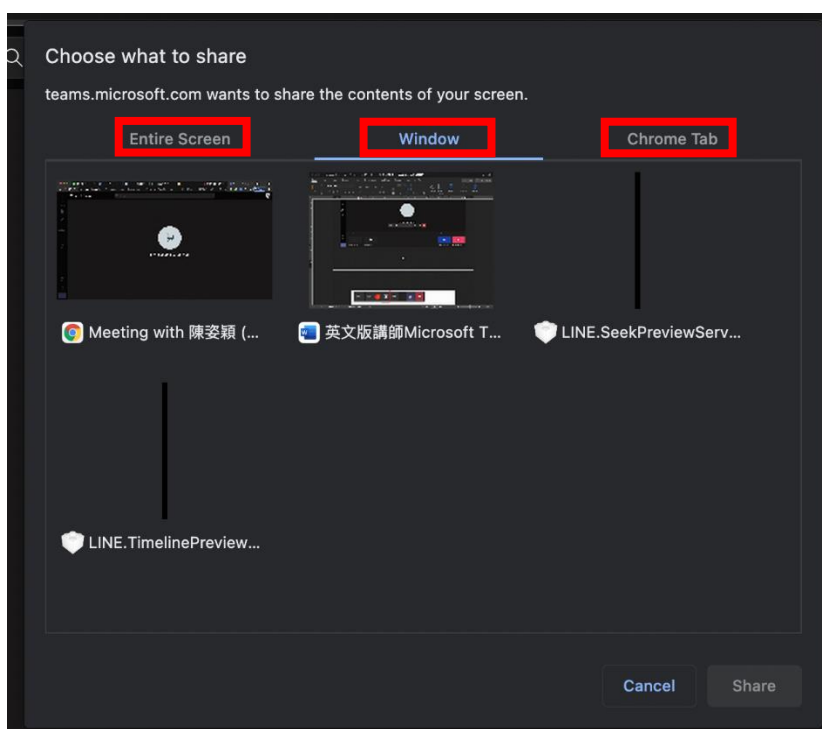 Choose what to share
teams.microsoft.com wants to share the contents of your screen.
Entire Screen
Window
Chrome Tab
Meeting with 陳姿穎 (...
英文版講師Microsoft T...
LINE.SeekPreviewServ...
LINE.TimelinePreview...
Cancel
Share